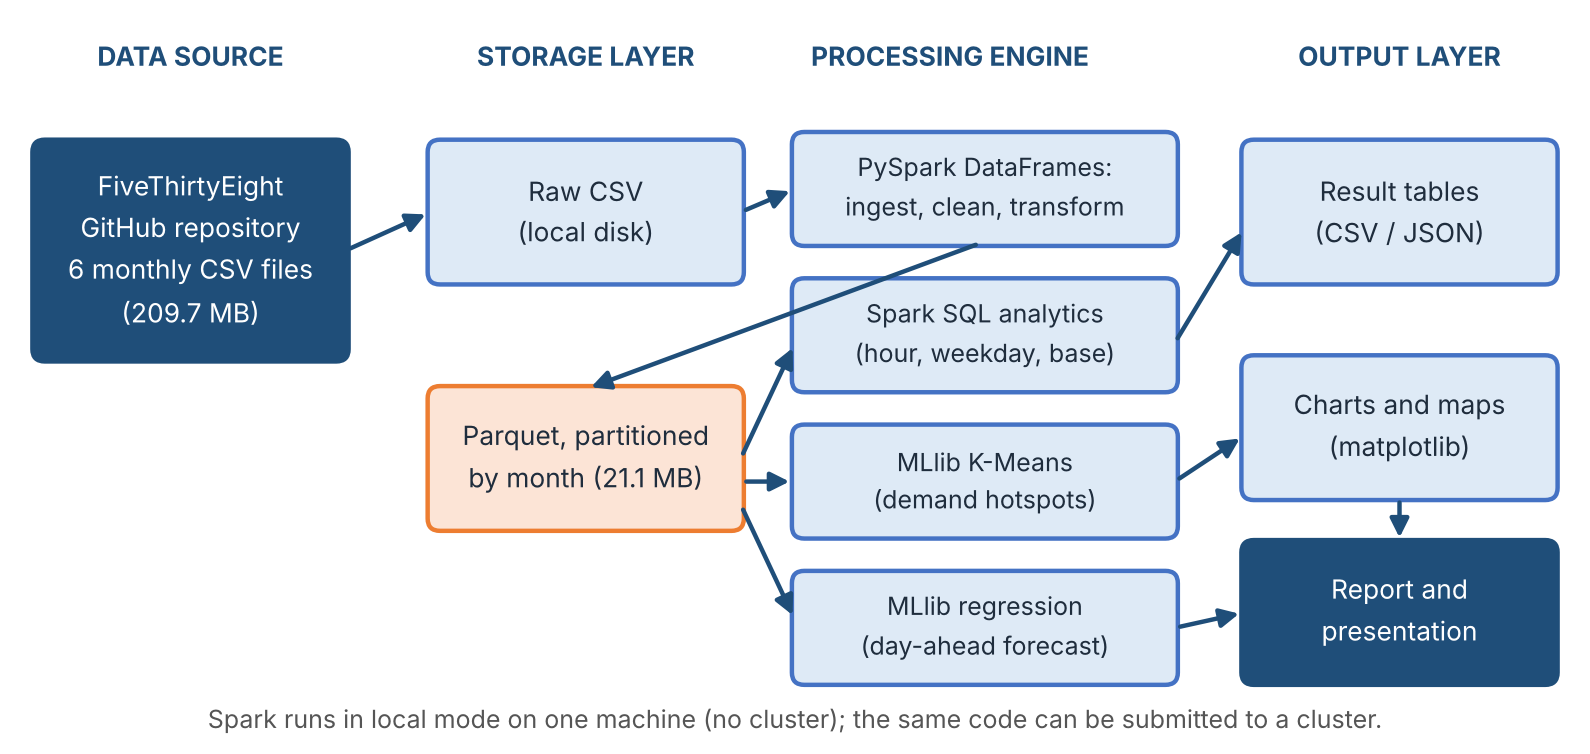 DATA SOURCE
STORAGE LAYER
PROCESSING ENGINE
OUTPUT LAYER
FiveThirtyEight
GitHub repository
6 monthly CSV files
(209.7 MB)
Raw CSV
(local disk)
Parquet, partitioned
by month (21.1 MB)
PySpark DataFrames:
ingest, clean, transform
Spark SQL analytics
(hour, weekday, base)
MLlib K-Means
(demand hotspots)
MLlib regression
(day-ahead forecast)
Result tables
(CSV / JSON)
Charts and maps
(matplotlib)
Report and
presentation
Spark runs in local mode on one machine (no cluster); the same code can be submitted to a cluster.